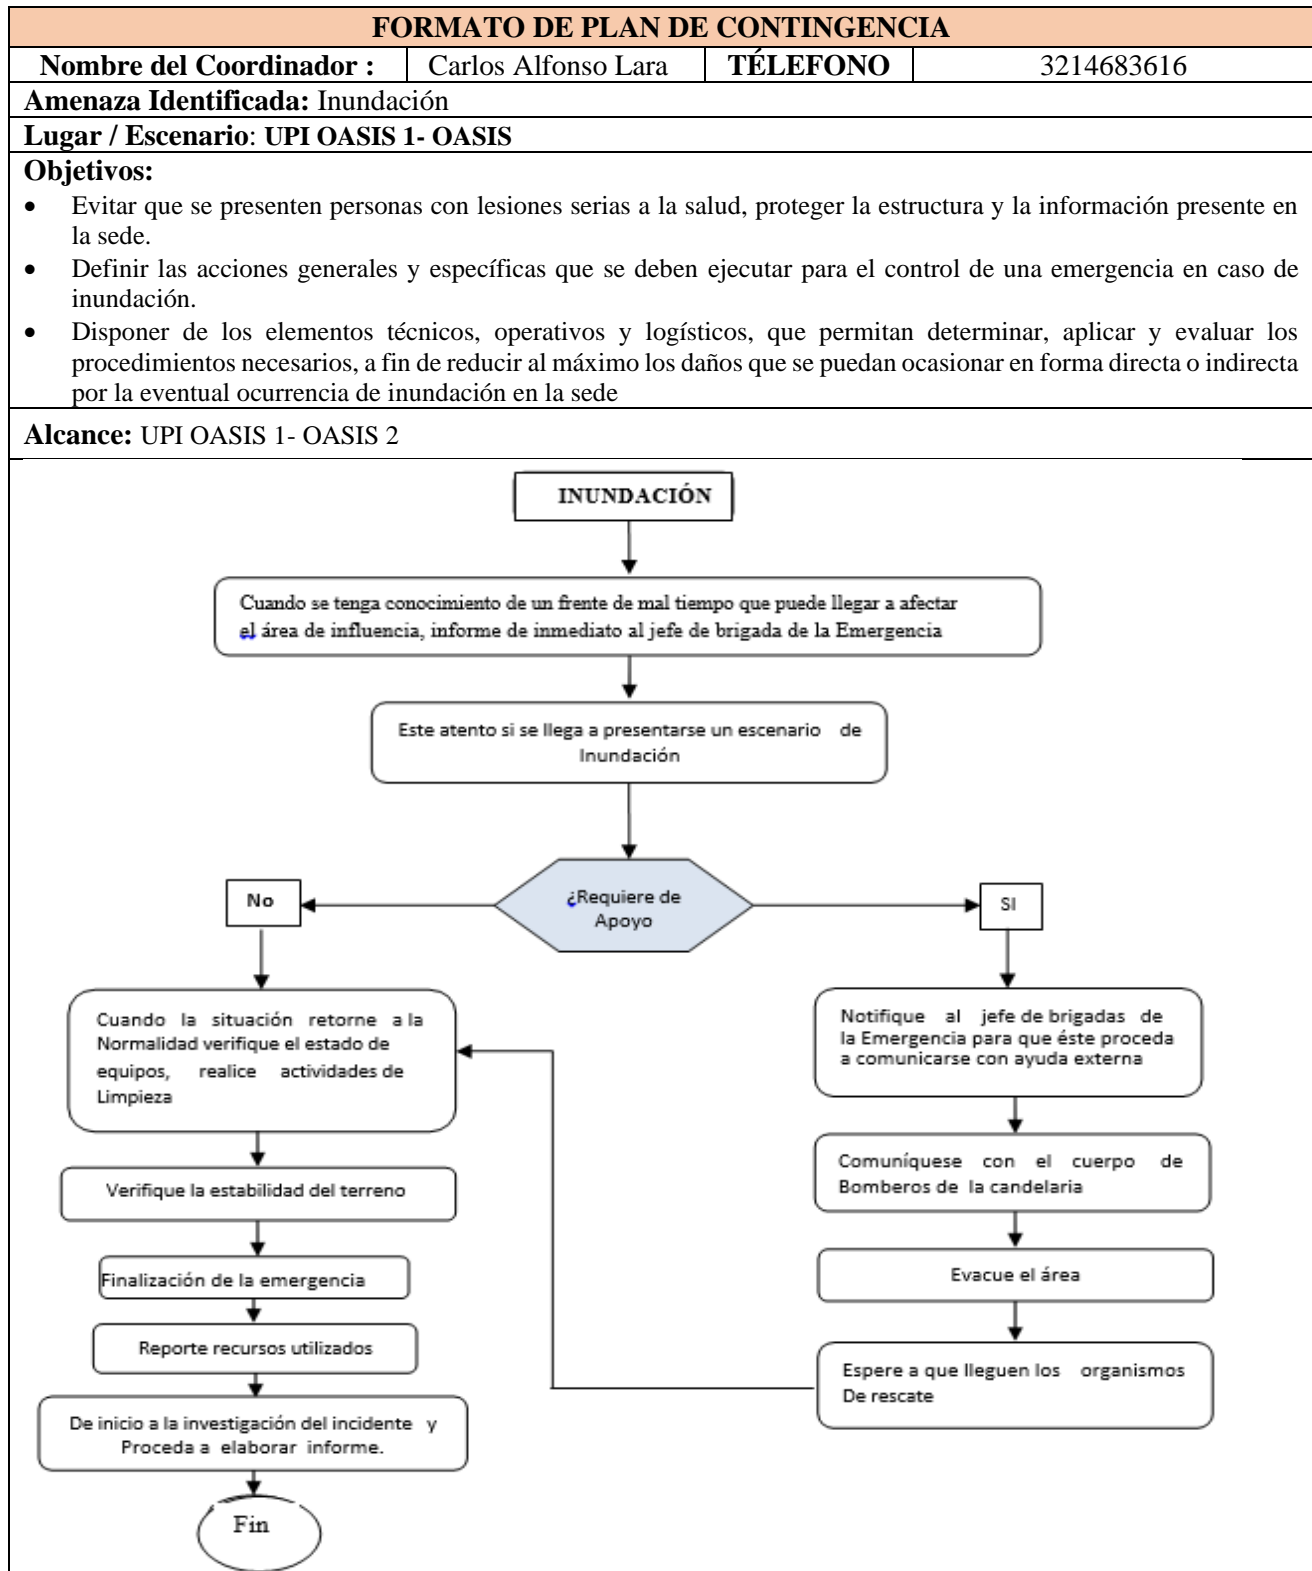 FORMATO DE PLAN DE CONTINGENCIA
Nombre del Coordinador : Carlos Alfonso Lara TÉLEFONO 3214683616
Amenaza Identificada: Inundación
Lugar / Escenario: UPI OASIS 1- OASIS
Objetivos:
• Evitar que se presenten personas con lesiones serias a la salud, proteger la estructura y la información presente en
la sede.
• Definir las acciones generales y específicas que se deben ejecutar para el control de una emergencia en caso de
inundación.
• Disponer de los elementos técnicos, operativos y logísticos, que permitan determinar, aplicar y evaluar los
procedimientos necesarios, a fin de reducir al máximo los daños que se puedan ocasionar en forma directa o indirecta
por la eventual ocurrencia de inundación en la sede
Alcance: UPI OASIS 1- OASIS 2
INUNDACIÓN
Cuando se tenga conocimiento de un frente de mal tiempo que puede llegar a afectar
el área de influencia, informe de inmediato al jefe de brigada de la Emergencia
Este atento si se llega a presentarse un escenario de
Inundación
¿Requiere de
Apoyo
No
Cuando la situación retorne a la
Normalidad verifique el estado de
equipos, realice actividades de
Limpieza
Verifique la estabilidad del terreno
Finalización de la emergencia
Reporte recursos utilizados
De inicio a la investigación del incidente y
Proceda a elaborar informe.
Fin
SI
Notifique al jefe de brigadas de
la Emergencia para que éste proceda
a comunicarse con ayuda externa
Comuníquese con el cuerpo de
Bomberos de la candelaria
Evacue el área
Espere a que lleguen los organismos
De rescate